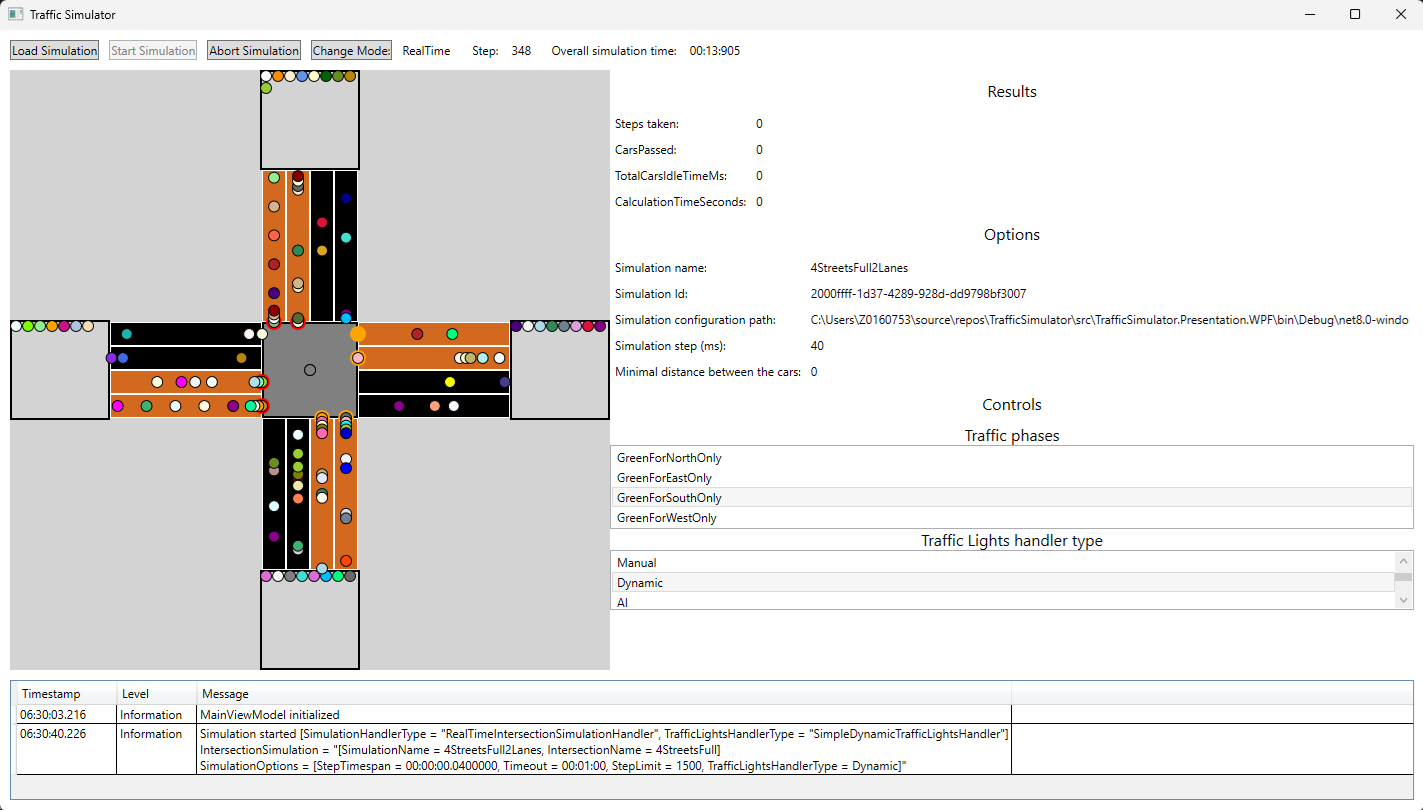 Traffic Simulator
Load Simulation Start Simulation Abort Simulation Change Mode: RealTime Step: 348 Overall simulation time: 00:13:905
Results
Steps taken: 0
CarsPassed: 0
TotalCarsIdleTimeMs: 0
CalculationTimeSeconds: 0
Options
Simulation name: 4StreetsFull2Lanes
Simulation Id: 2000ffff-1d37-4289-928d-dd9798bf3007
Simulation configuration path: C:\Users\Z0160753\source\repos\TrafficSimulator\src\TrafficSimulator.Presentation.WPF\bin\Debug\net8.0-windo
Simulation step (ms): 40
Minimal distance between the cars: 0
Controls
Traffic phases
GreenForNorthOnly
GreenForEastOnly
GreenForSouthOnly
GreenForWestOnly
Traffic Lights handler type
Manual
Dynamic
AI
Timestamp Level Message
06:30:03.216 Information MainViewModel initialized
06:30:40.226 Information Simulation started [SimulationHandlerType = "RealTimeIntersectionSimulationHandler", TrafficLightsHandlerType = "SimpleDynamicTrafficLightsHandler"]
IntersectionSimulation = "[SimulationName = 4StreetsFull2Lanes, IntersectionName = 4StreetsFull]
SimulationOptions = [StepTimespan = 00:00:00.0400000, Timeout = 00:01:00, StepLimit = 1500, TrafficLightsHandlerType = Dynamic]"